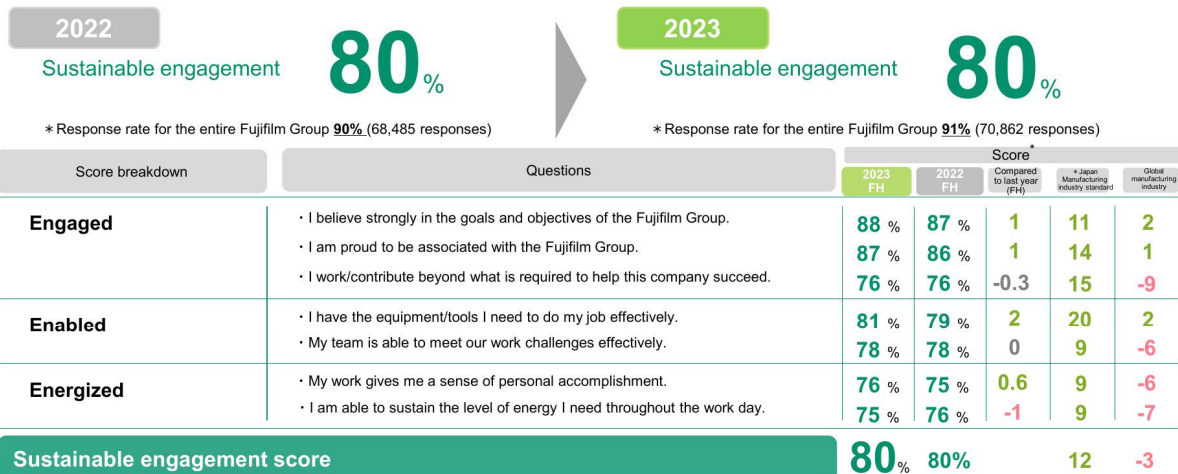 2022
Sustainable engagement 80%
*Response rate for the entire Fujifilm Group 90% (68,485 responses)
2023
Sustainable engagement 80%
*Response rate for the entire Fujifilm Group 91% (70,862 responses)
Score breakdown
Questions
Score*
2023 FH
2022 FH
Compared to last year (FH)
*Japan Manufacturing industry standard
Global manufacturing industry
Engaged
・I believe strongly in the goals and objectives of the Fujifilm Group. 88 % 87 % 1 11 2
・I am proud to be associated with the Fujifilm Group. 87 % 86 % 1 14 1
・I work/contribute beyond what is required to help this company succeed. 76 % 76 % -0.3 15 -9
Enabled
・I have the equipment/tools I need to do my job effectively. 81 % 79 % 2 20 2
・My team is able to meet our work challenges effectively. 78 % 78 % 0 9 -6
Energized
・My work gives me a sense of personal accomplishment. 76 % 75 % 0.6 9 -6
・I am able to sustain the level of energy I need throughout the work day. 75 % 76 % -1 9 -7
Sustainable engagement score 80% 80% 12 -3